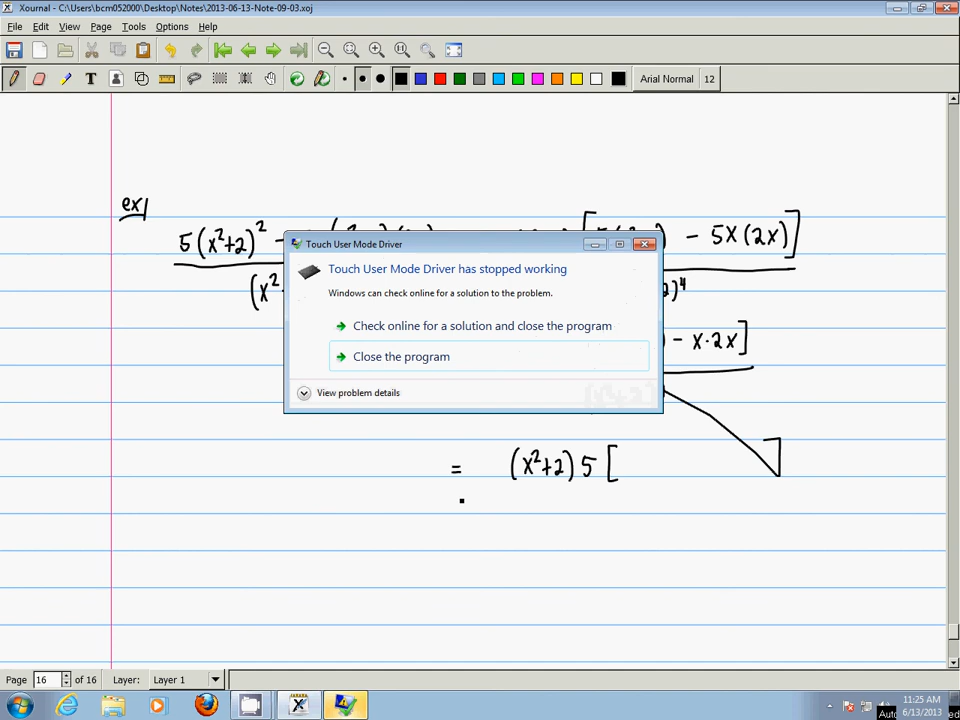 Xournal - C:\Users\bcm052000\Desktop\Notes\2013-06-13-Note-09-03.xoj
File Edit View Page Tools Options Help
Arial Normal 12
ex1
5(x²+2)² - 5x(2x)]
(x² )⁴
- x·2x]
Touch User Mode Driver
Touch User Mode Driver has stopped working
Windows can check online for a solution to the problem.
Check online for a solution and close the program
Close the program
View problem details
= (x²+2) 5 [
Page 16 of 16 Layer: Layer 1
11:25 AM
6/13/2013